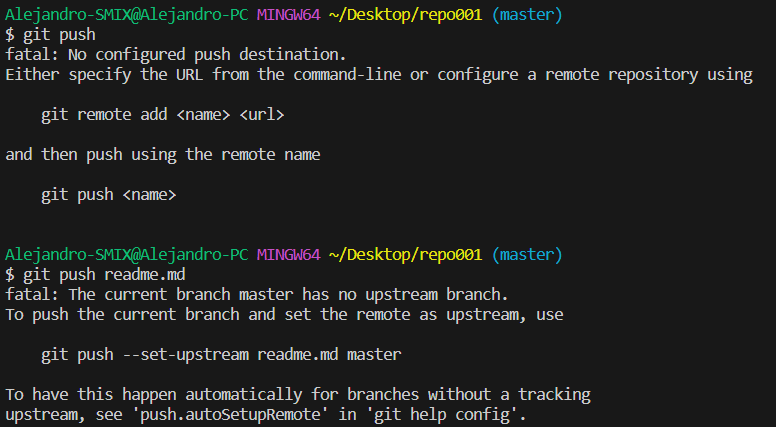 Alejandro-SMIX@Alejandro-PC MINGW64 ~/Desktop/repo001 (master)
$ git push
fatal: No configured push destination.
Either specify the URL from the command-line or configure a remote repository using
git remote add <name> <url>
and then push using the remote name
git push <name>
Alejandro-SMIX@Alejandro-PC MINGW64 ~/Desktop/repo001 (master)
$ git push readme.md
fatal: The current branch master has no upstream branch.
To push the current branch and set the remote as upstream, use
git push --set-upstream readme.md master
To have this happen automatically for branches without a tracking
upstream, see 'push.autoSetupRemote' in 'git help config'.